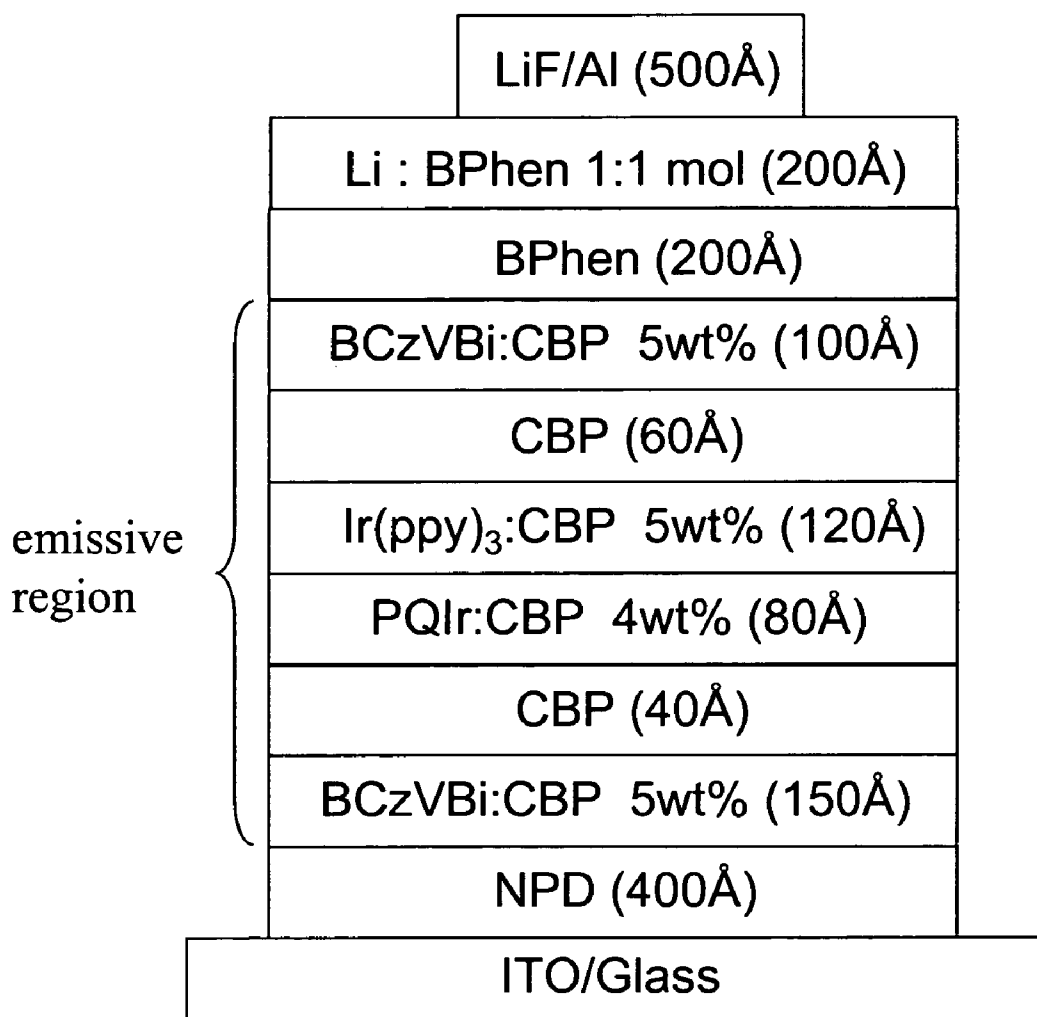 LiF/Al (500Å)
Li : BPhen 1:1 mol (200Å)
BPhen (200Å)
BCzVBi:CBP 5wt% (100Å)
CBP (60Å)
emissive
region
Ir(ppy)₃:CBP 5wt% (120Å)
PQIr:CBP 4wt% (80Å)
CBP (40Å)
BCzVBi:CBP 5wt% (150Å)
NPD (400Å)
ITO/Glass